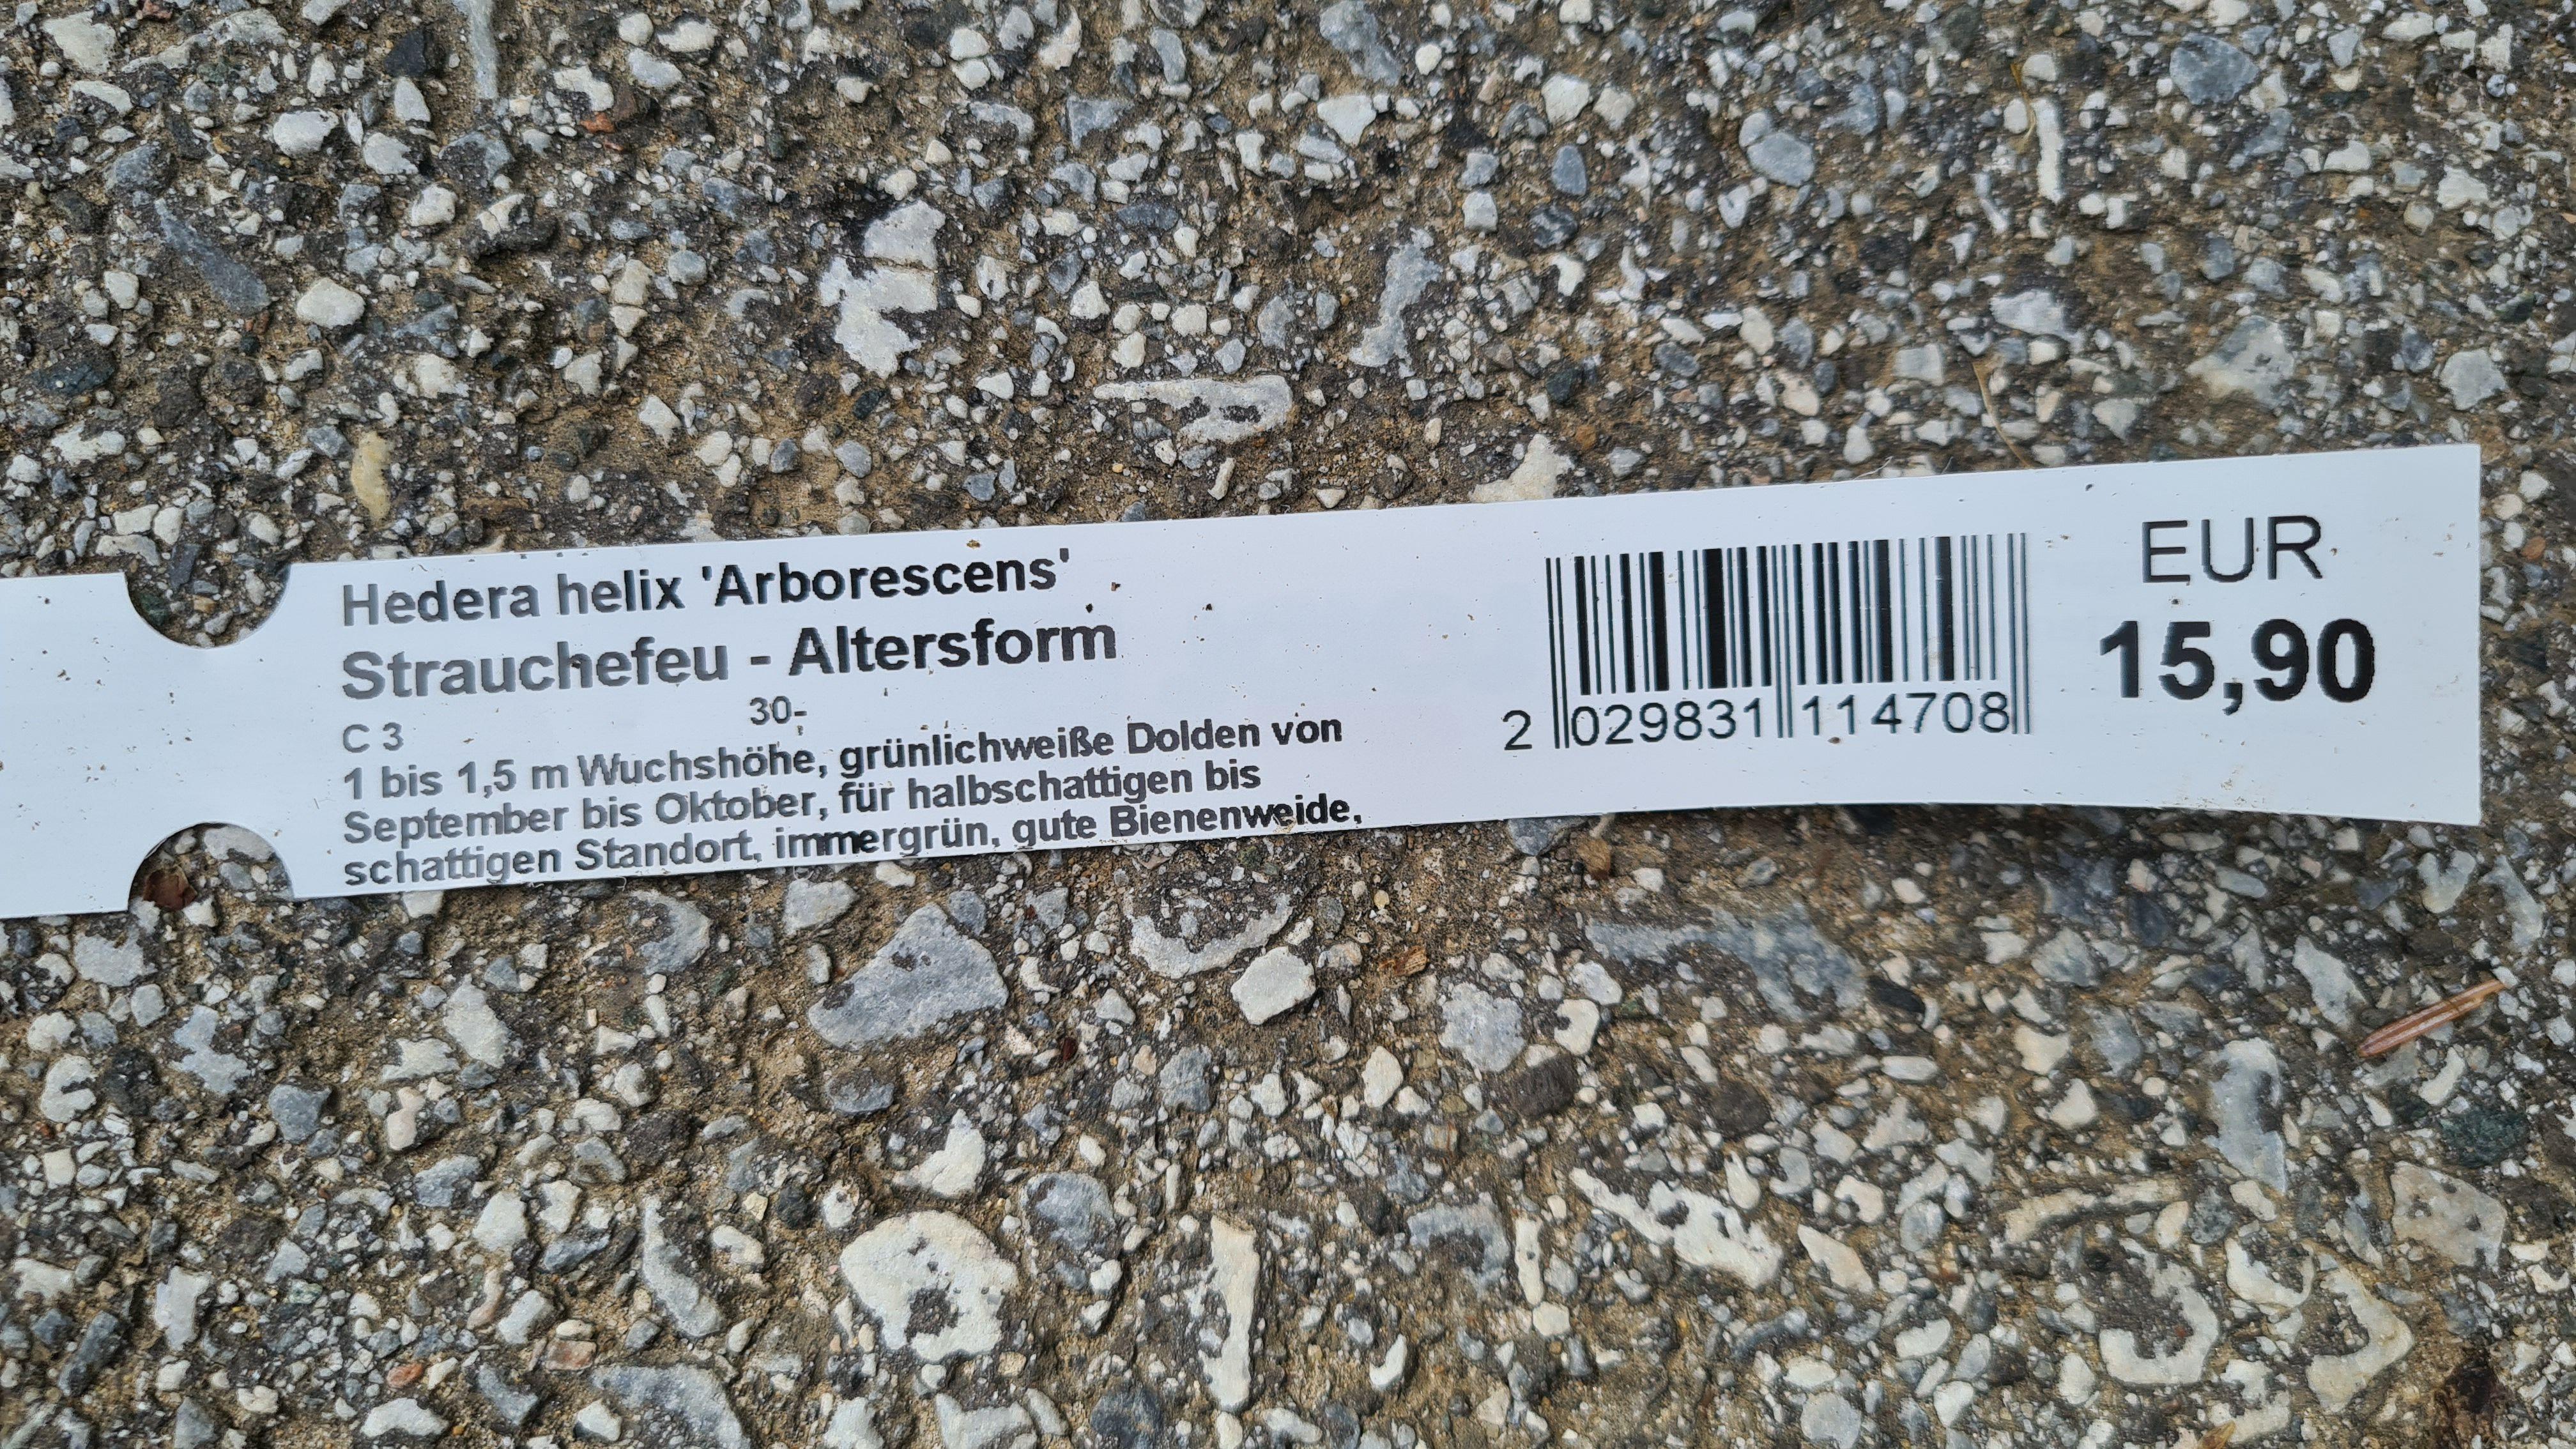 Hedera helix 'Arborescens'
Strauchefeu - Altersform
C 3 30-
1 bis 1,5 m Wuchshöhe, grünlichweiße Dolden von
September bis Oktober, für halbschattigen bis
schattigen Standort, immergrün, gute Bienenweide,
2 029831 114708
EUR
15,90